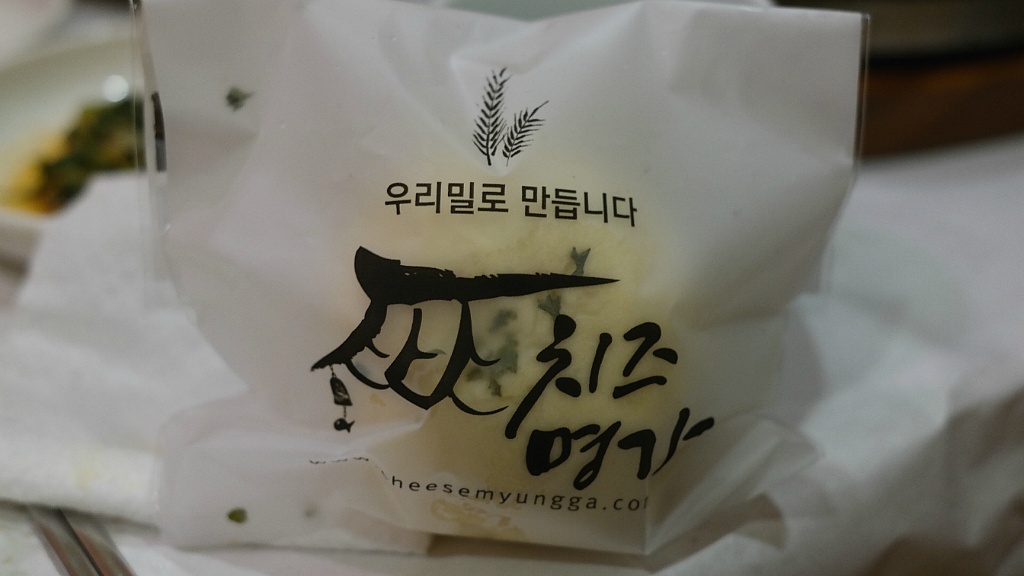 우리밀로 만듭니다
치즈
명가
heesemyungga.co